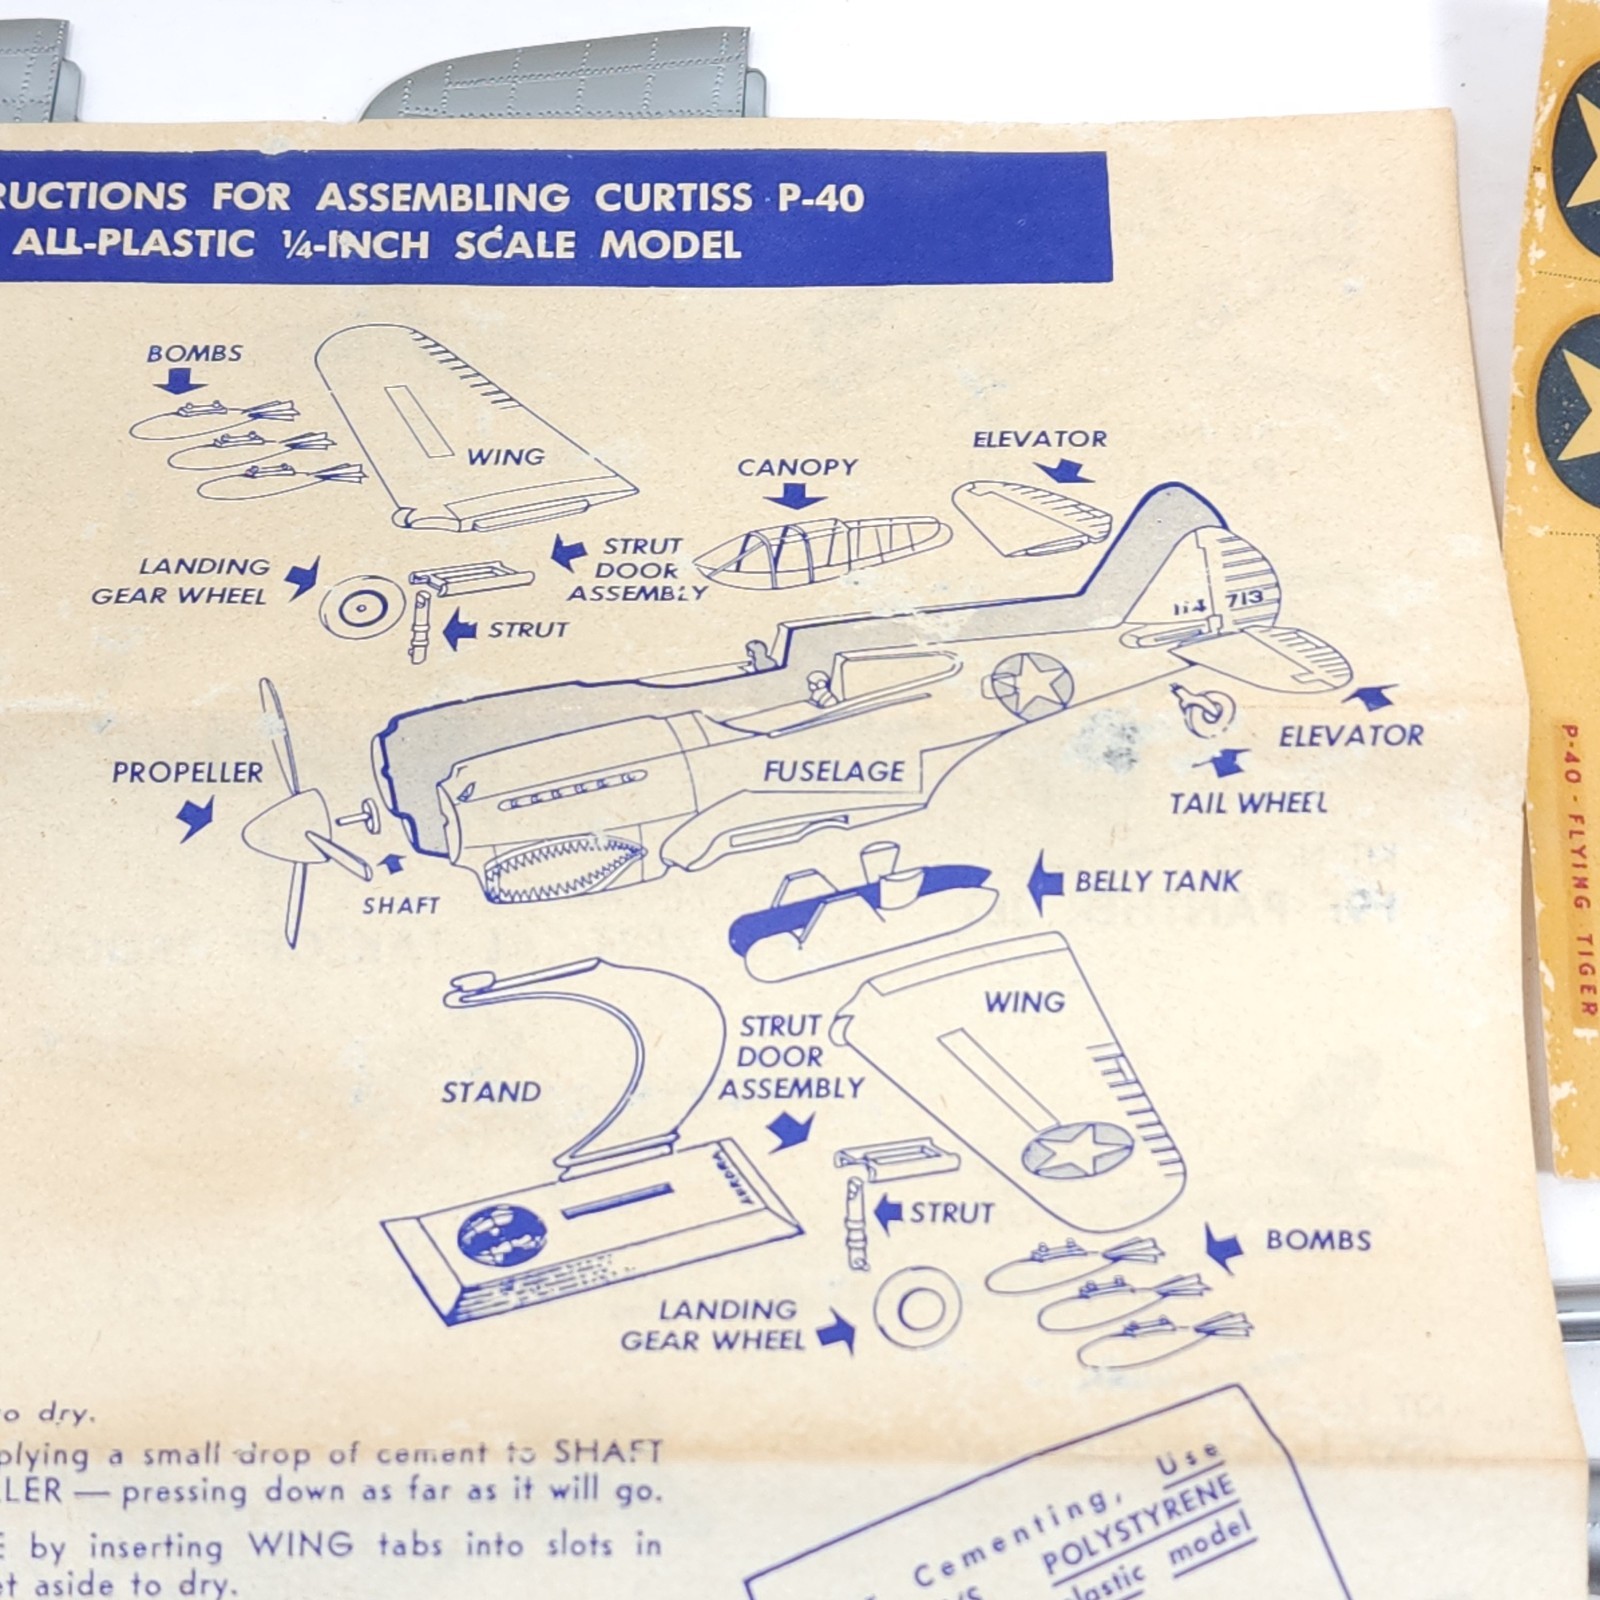 RUCTIONS FOR ASSEMBLING CURTISS P-40
ALL-PLASTIC ¼-INCH SCALE MODEL
BOMBS
WING
ELEVATOR
CANOPY
LANDING
GEAR WHEEL
STRUT
DOOR
ASSEMBLY
STRUT
114 713
PROPELLER
FUSELAGE
ELEVATOR
TAIL WHEEL
SHAFT
BELLY TANK
WING
STAND
STRUT
DOOR
ASSEMBLY
AURORA
STRUT
BOMBS
LANDING
GEAR WHEEL
o dry.
plying a small drop of cement to SHAFT
LLER — pressing down as far as it will go.
E by inserting WING tabs into slots in
et aside to dry.
Cementing, Use
POLYSTYRENE
plastic model
P-40 - FLYING TIGER